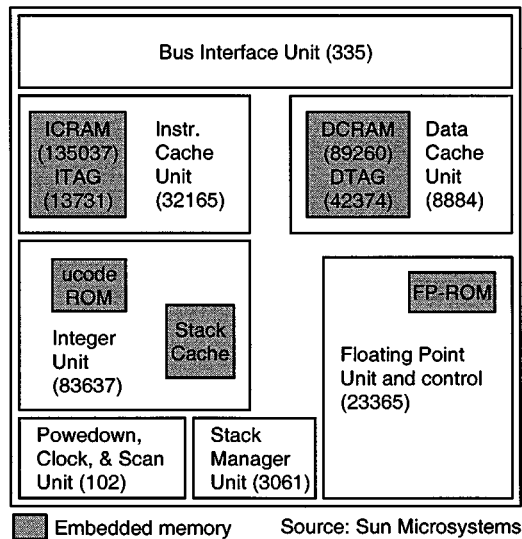 Bus Interface Unit (335)
ICRAM
(135037)
ITAG
(13731)
Instr.
Cache
Unit
(32165)
DCRAM
(89260)
DTAG
(42374)
Data
Cache
Unit
(8884)
ucode
ROM
Stack
Cache
Integer
Unit
(83637)
FP-ROM
Floating Point
Unit and control
(23365)
Powedown,
Clock, & Scan
Unit (102)
Stack
Manager
Unit (3061)
Embedded memory
Source: Sun Microsystems